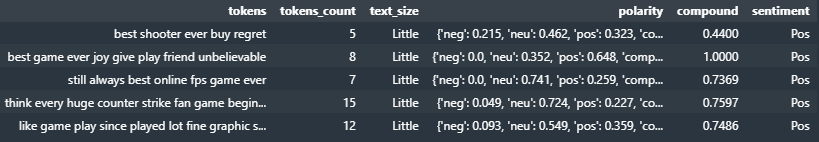 tokens tokens_count text_size polarity compound sentiment
best shooter ever buy regret 5 Little {'neg': 0.215, 'neu': 0.462, 'pos': 0.323, 'co... 0.4400 Pos
best game ever joy give play friend unbelievable 8 Little {'neg': 0.0, 'neu': 0.352, 'pos': 0.648, 'comp... 1.0000 Pos
still always best online fps game ever 7 Little {'neg': 0.0, 'neu': 0.741, 'pos': 0.259, 'comp... 0.7369 Pos
think every huge counter strike fan game begin... 15 Little {'neg': 0.049, 'neu': 0.724, 'pos': 0.227, 'co... 0.7597 Pos
like game play since played lot fine graphic s... 12 Little {'neg': 0.093, 'neu': 0.549, 'pos': 0.359, 'co... 0.7486 Pos